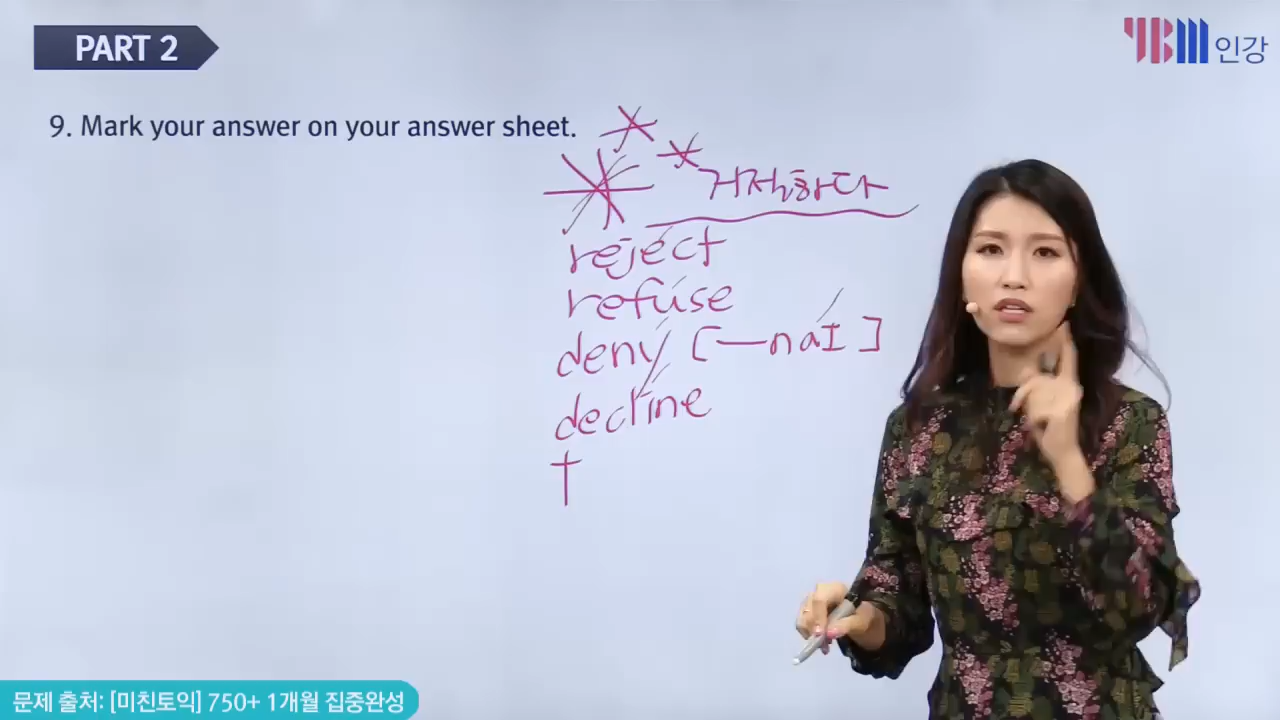 PART 2
YBM 인강
9. Mark your answer on your answer sheet.
거절하다
reject
refuse
deny [—naI]
decline
t
문제 출처: [미친토익] 750+ 1개월 집중완성